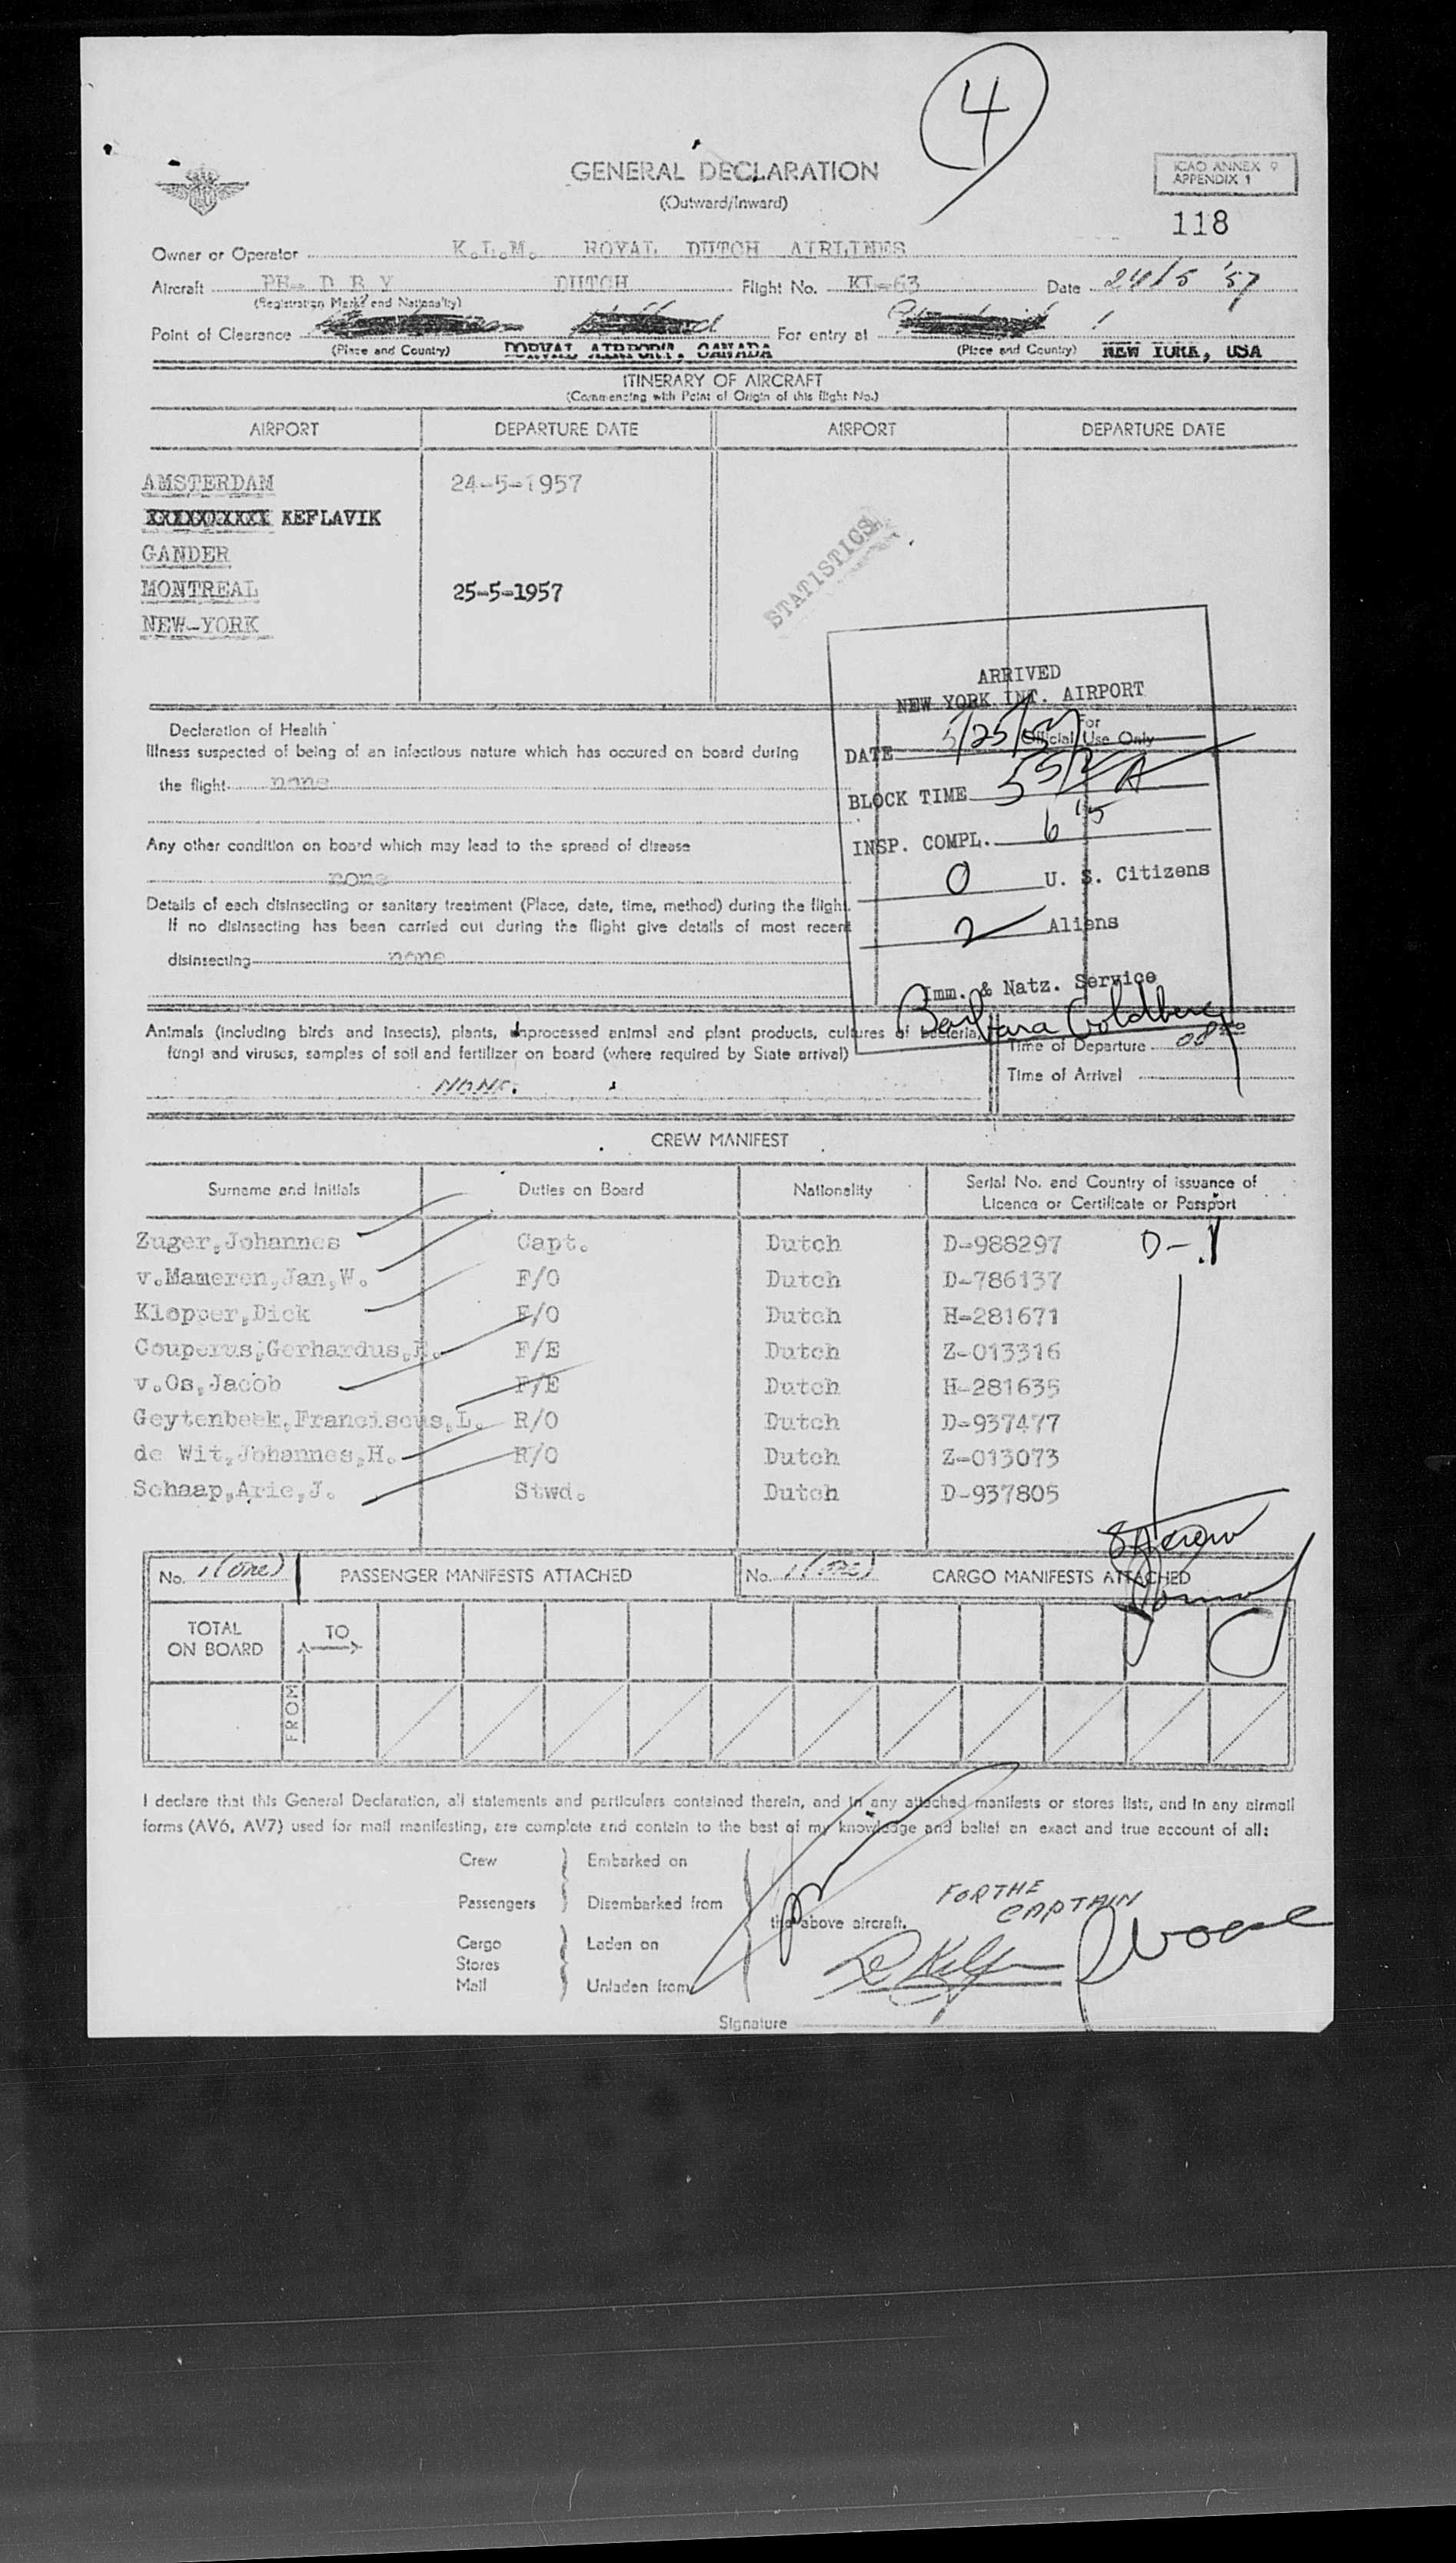 4
GENERAL DECLARATION
(Outward/Inward)
ICAO ANNEX 9
APPENDIX 1
118
Owner or Operator K.L.M. ROYAL DUTCH AIRLINES
Aircraft PH- D B Y DUTCH Flight No. KL-63 Date 24/5 '57
(Registration Marks and Nationality)
Point of Clearance For entry at
(Place and Country) DORVAL AIRPORT, CANADA (Place and Country) NEW YORK, USA
ITINERARY OF AIRCRAFT
(Commencing with Point of Origin of this flight No.)
AIRPORT DEPARTURE DATE AIRPORT DEPARTURE DATE
AMSTERDAM 24-5-1957
KEFLAVIK
GANDER
MONTREAL 25-5-1957
NEW-YORK
STATISTICS
ARRIVED
NEW YORK INT. AIRPORT
For
Official Use Only
DATE 5/25/57
BLOCK TIME 552 A
INSP. COMPL. 6 15
0 U. S. Citizens
2 Aliens
Imm. & Natz. Service
Barbara Goldberg
Declaration of Health
Illness suspected of being of an infectious nature which has occured on board during
the flight none
Any other condition on board which may lead to the spread of disease
none
Details of each disinsecting or sanitary treatment (Place, date, time, method) during the flight.
If no disinsecting has been carried out during the flight give details of most recent
disinsecting none
Animals (including birds and insects), plants, unprocessed animal and plant products, cultures of bacteria,
fungi and viruses, samples of soil and fertilizer on board (where required by State arrival)
NONE.
Time of Departure
Time of Arrival
CREW MANIFEST
Surname and Initials Duties on Board Nationality Serial No. and Country of issuance of
Licence or Certificate or Passport
Zuger,Johannes Capt. Dutch D-988297 D-1
v.Mameren,Jan,W. F/O Dutch D-786137
Klopper,Dick F/O Dutch H-281671
Couperus,Gerhardus, F/E Dutch Z-013316
v.Os,Jacob F/E Dutch H-281635
Geytenbeek,Franciscus,L. R/O Dutch D-937477
de Wit,Johannes,H. R/O Dutch Z-013073
Schaap,Arie,J. Stwd. Dutch D-937805
No. 1 (one) PASSENGER MANIFESTS ATTACHED No. 1 (one) CARGO MANIFESTS ATTACHED
TOTAL
ON BOARD
TO
FROM
I declare that this General Declaration, all statements and particulars contained therein, and in any attached manifests or stores lists, and in any airmail
forms (AV6, AV7) used for mail manifesting, are complete and contain to the best of my knowledge and belief an exact and true account of all:
Crew Embarked on
Passengers Disembarked from
the above aircraft.
Cargo Laden on
Stores
Mail Unladen from
FOR THE
CAPTAIN
Signature